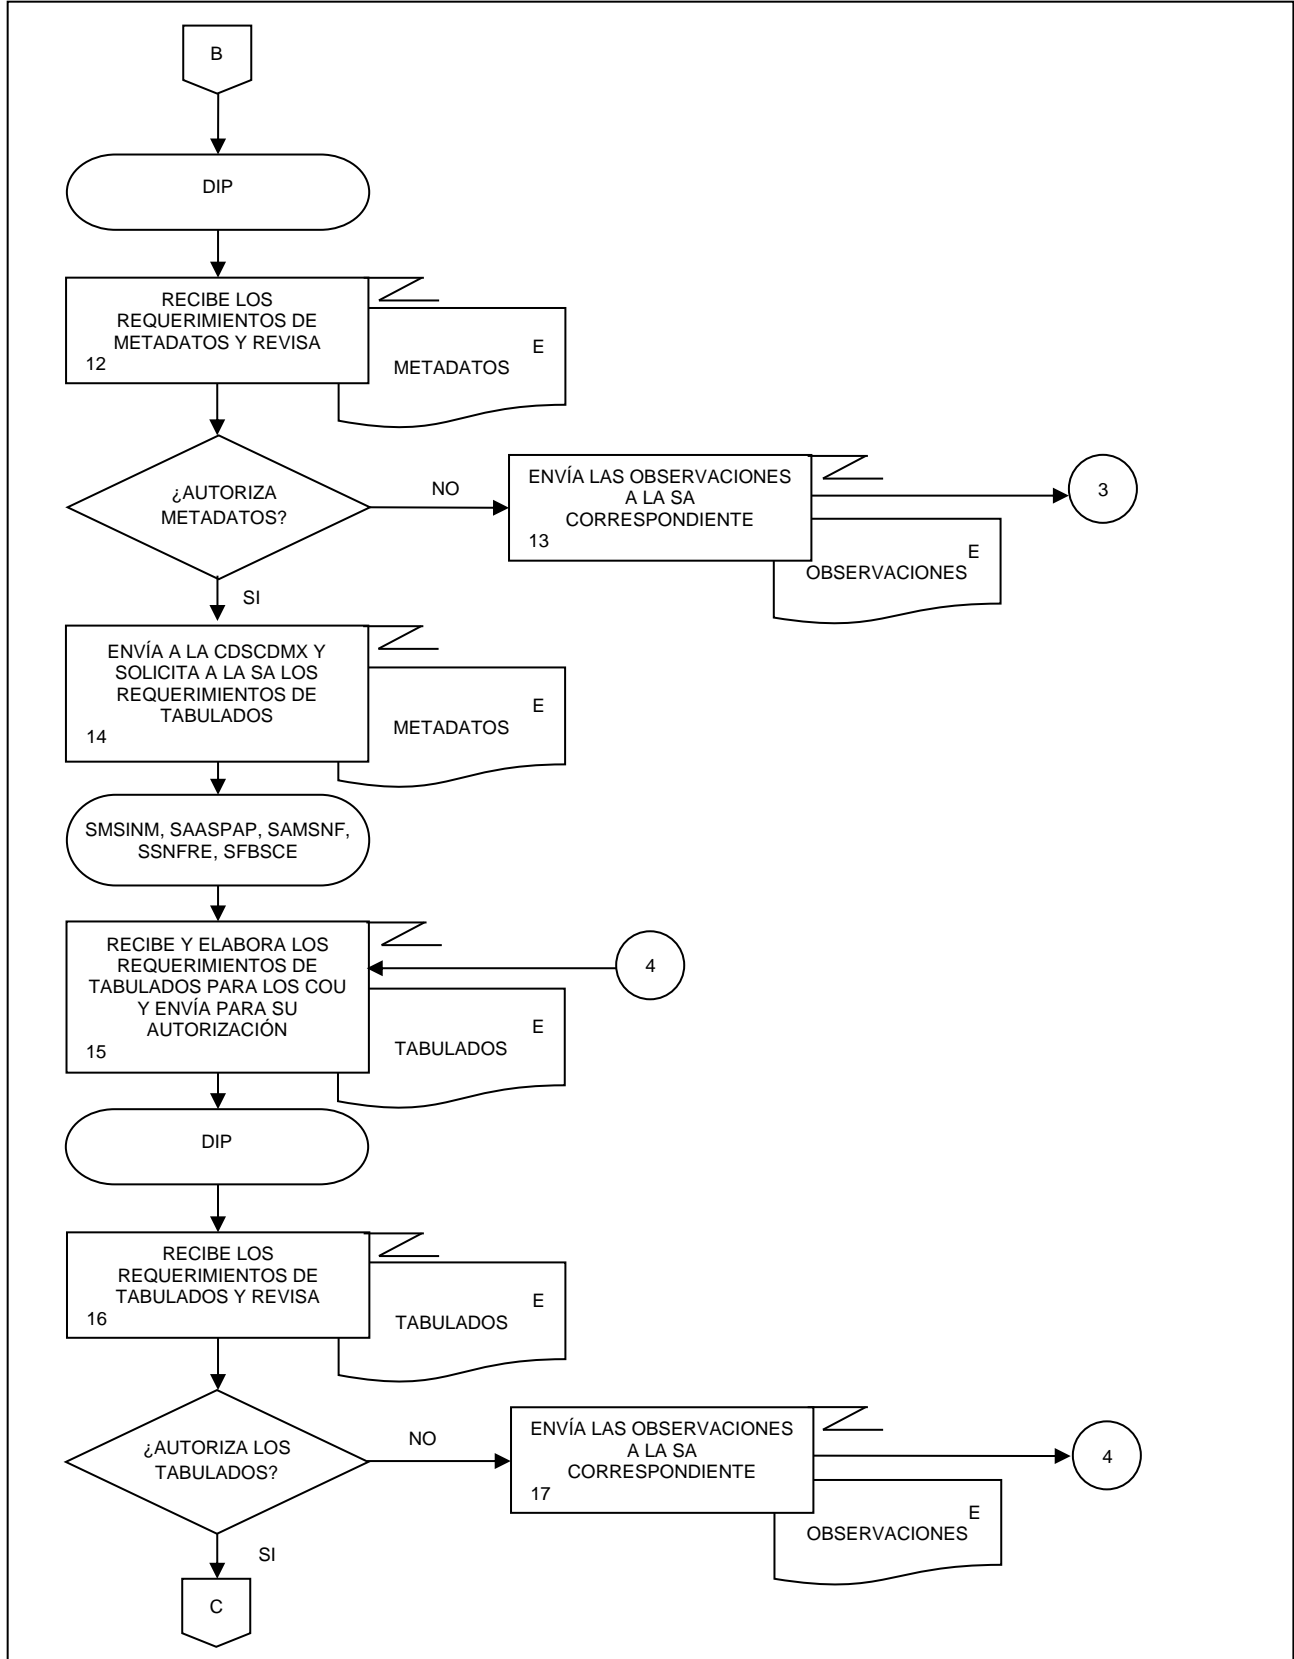 B
DIP
RECIBE LOS
REQUERIMIENTOS DE
METADATOS Y REVISA
12
E
METADATOS
¿AUTORIZA
METADATOS?
NO
ENVÍA LAS OBSERVACIONES
A LA SA
CORRESPONDIENTE
13
3
E
OBSERVACIONES
SI
ENVÍA A LA CDSCDMX Y
SOLICITA A LA SA LOS
REQUERIMIENTOS DE
TABULADOS
14
E
METADATOS
SMSINM, SAASPAP, SAMSNF,
SSNFRE, SFBSCE
RECIBE Y ELABORA LOS
REQUERIMIENTOS DE
TABULADOS PARA LOS COU
Y ENVÍA PARA SU
AUTORIZACIÓN
15
4
E
TABULADOS
DIP
RECIBE LOS
REQUERIMIENTOS DE
TABULADOS Y REVISA
16
E
TABULADOS
¿AUTORIZA LOS
TABULADOS?
NO
ENVÍA LAS OBSERVACIONES
A LA SA
CORRESPONDIENTE
17
4
E
OBSERVACIONES
SI
C